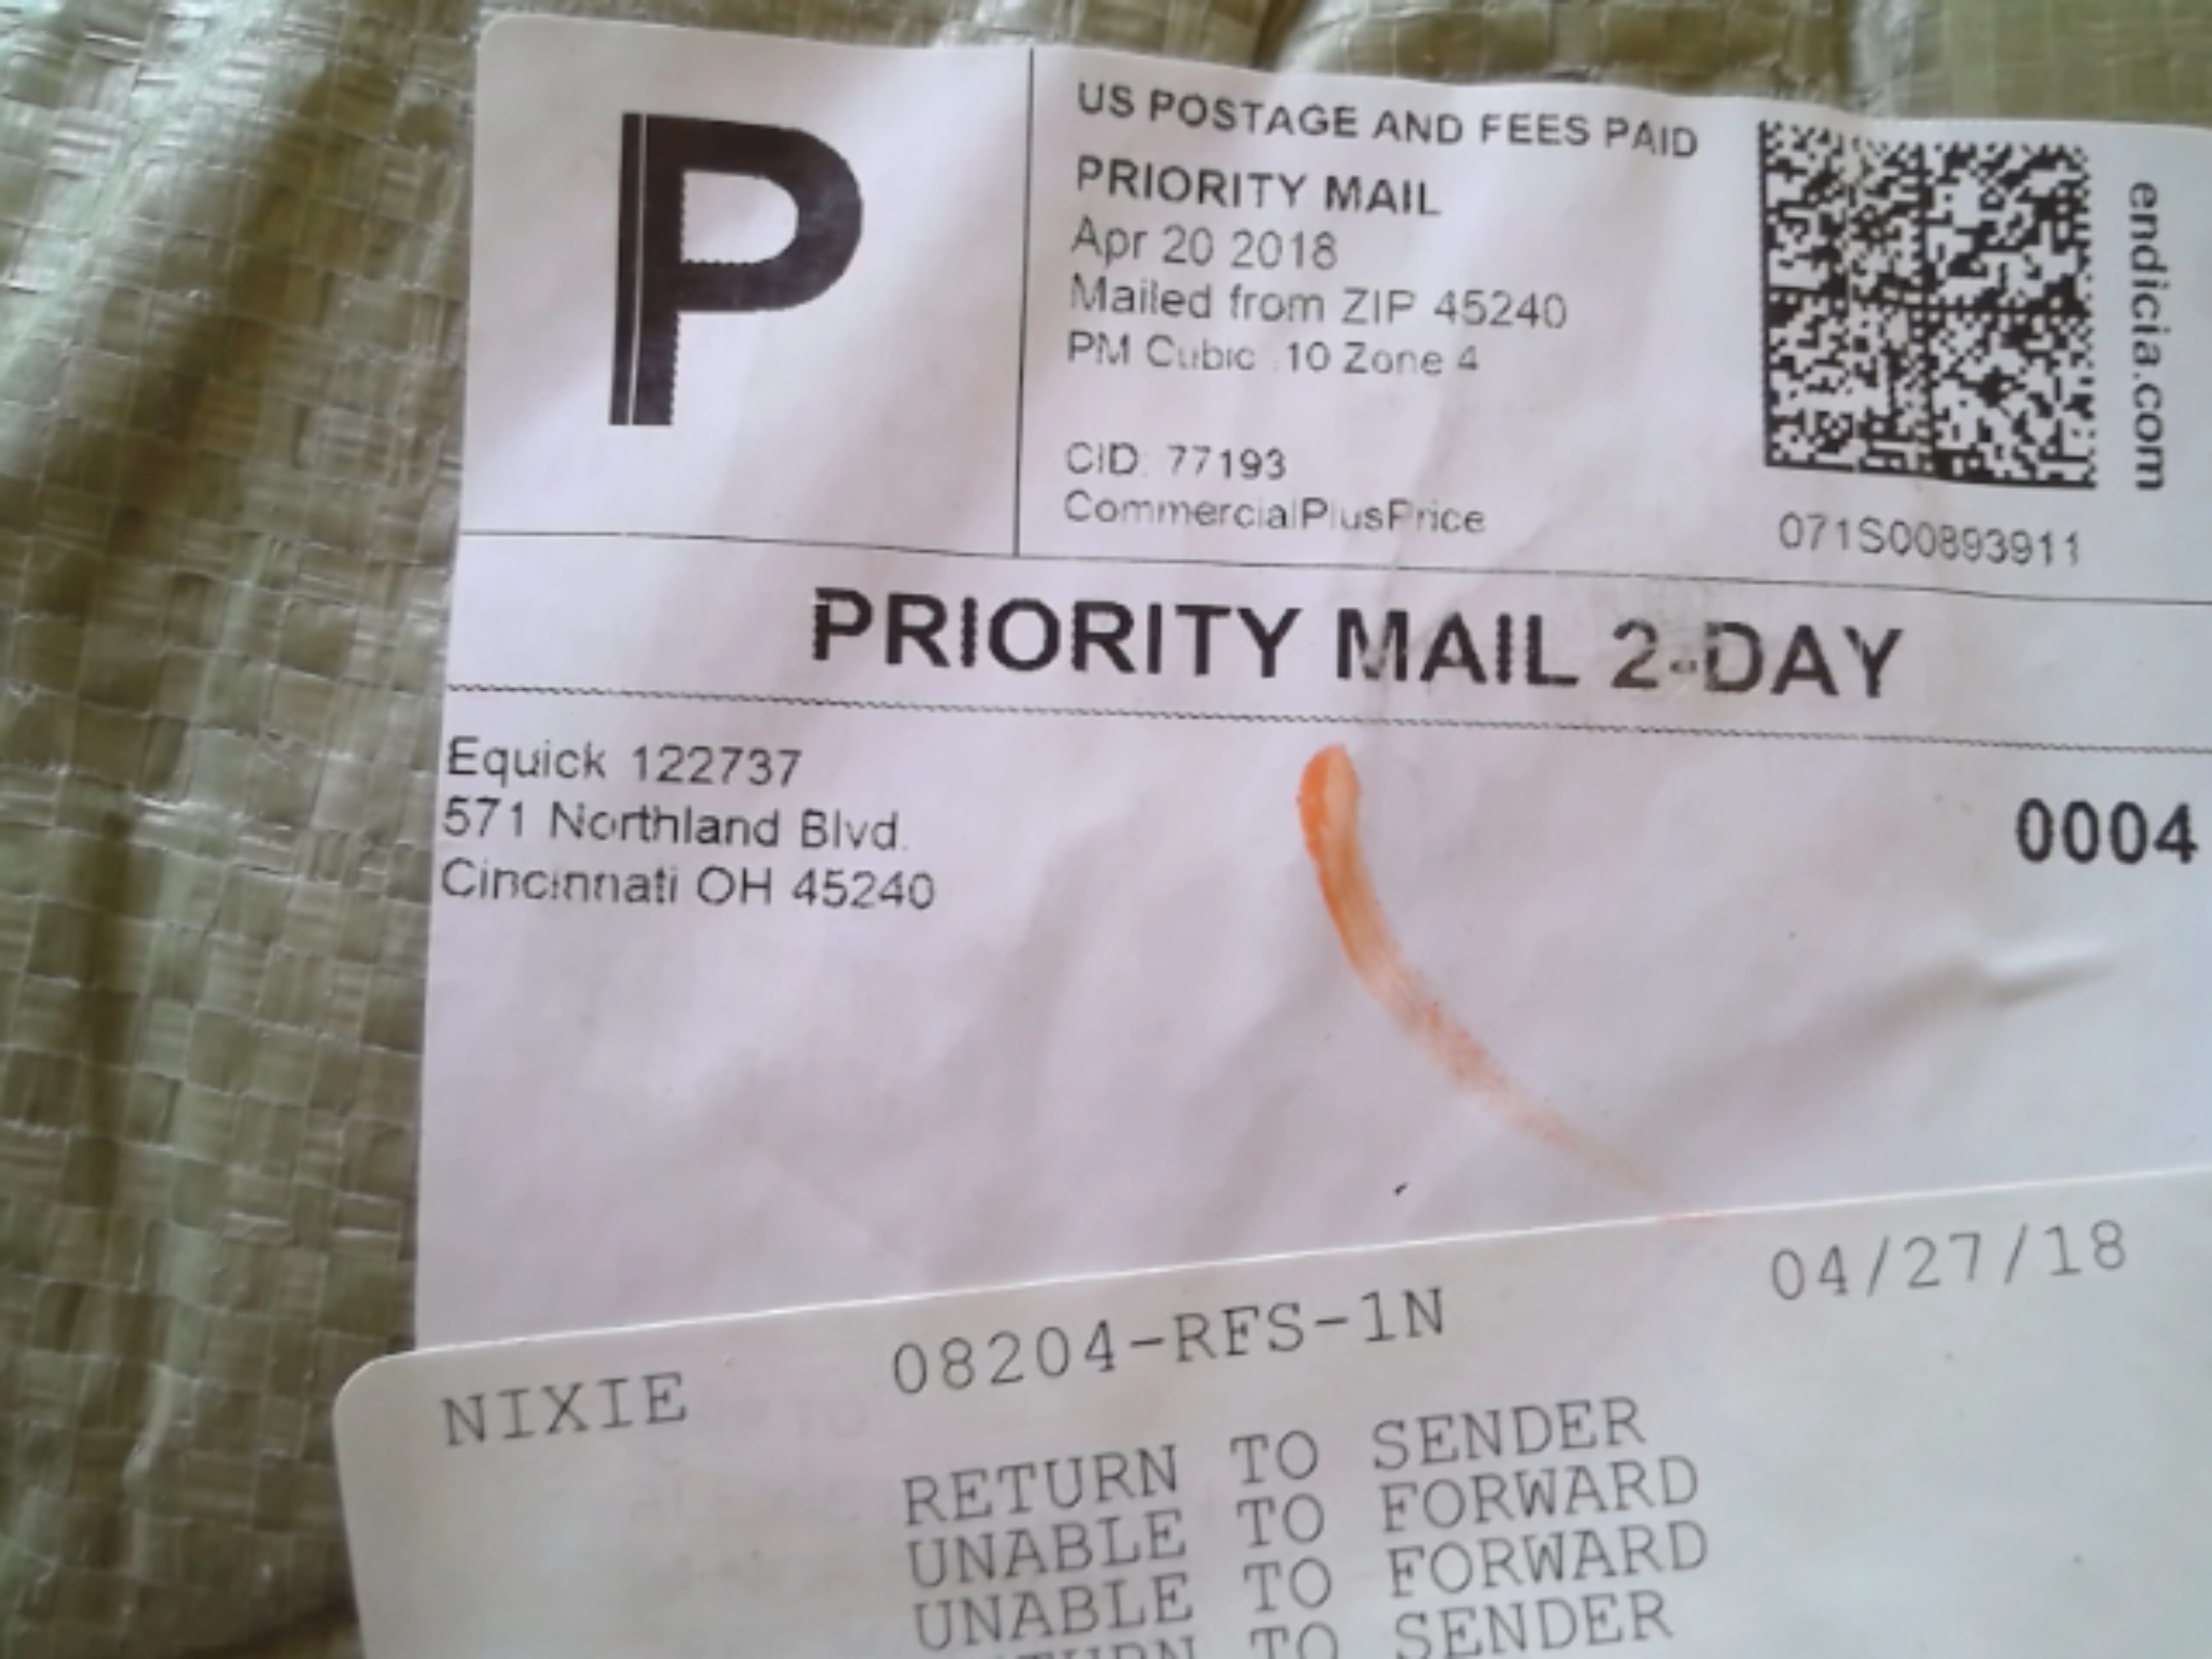 P
US POSTAGE AND FEES PAID
PRIORITY MAIL
Apr 20 2018
Mailed from ZIP 45240
PM Cubic .10 Zone 4
CID: 77193
CommercialPlusPrice
endicia.com
071S00893911
PRIORITY MAIL 2-DAY
Equick 122737
571 Northland Blvd.
Cincinnati OH 45240
0004
NIXIE 08204-RFS-1N 04/27/18
RETURN TO SENDER
UNABLE TO FORWARD
UNABLE TO FORWARD
TO SENDER